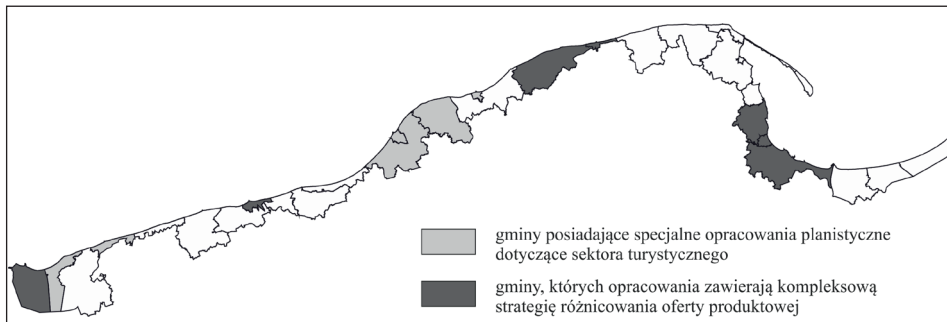 gminy posiadające specjalne opracowania planistyczne
dotyczące sektora turystycznego
gminy, których opracowania zawierają kompleksową
strategię różnicowania oferty produktowej